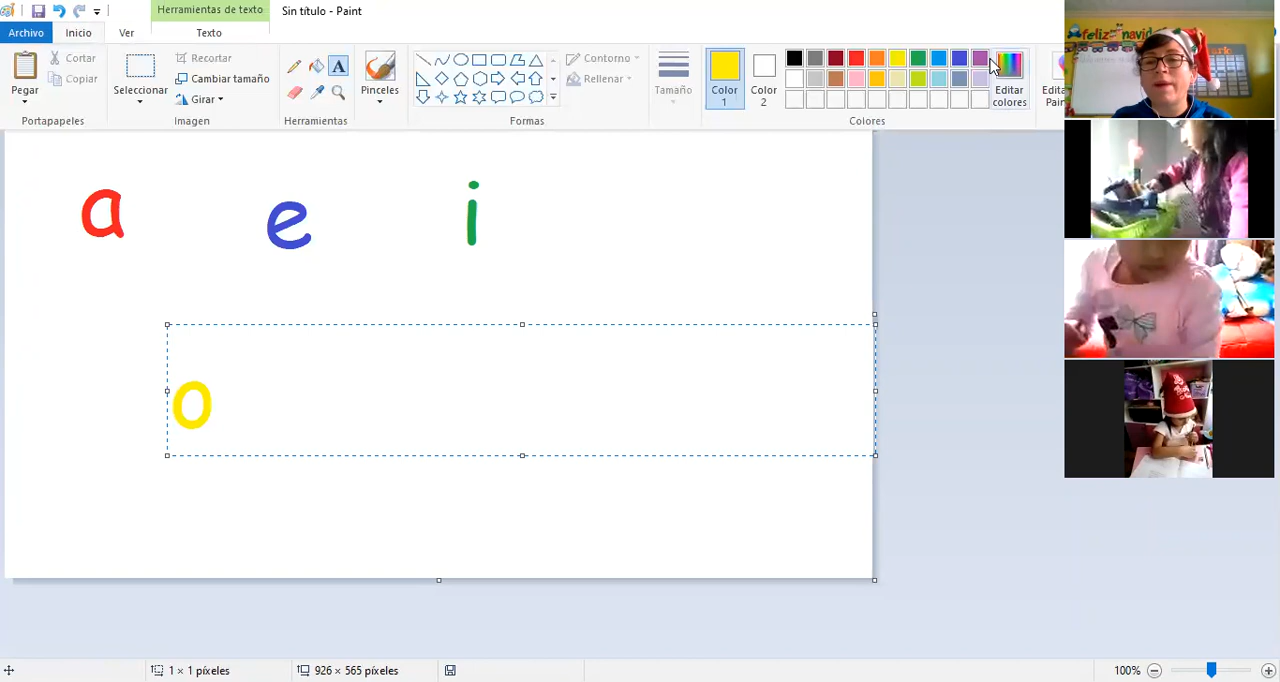 Herramientas de texto
Sin título - Paint
Archivo
Inicio
Ver
Texto
Pegar
Cortar
Copiar
Portapapeles
Seleccionar
Recortar
Cambiar tamaño
Girar
Imagen
A
Herramientas
Pinceles
Contorno
Rellenar
Formas
Tamaño
Color
1
Color
2
Editar
colores
Colores
feliz navid
a e i
o
1 × 1 píxeles
926 × 565 píxeles
100%